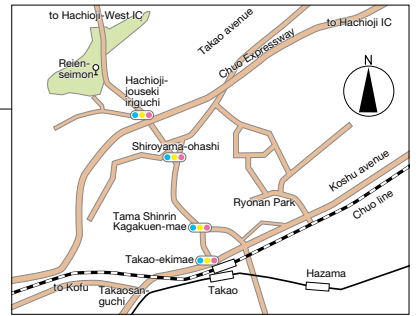 to Hachioji-West IC
Takao avenue
to Hachioji IC
Chuo Expressway
Reien-
seimon
N
Hachioji-
jouseki
iriguchi
Shiroyama-ohashi
Koshu avenue
Ryonan Park
Chuo line
Tama Shinrin
Kagakuen-mae
Takao-ekimae
Hazama
to Kofu
Takaosan-
guchi
Takao